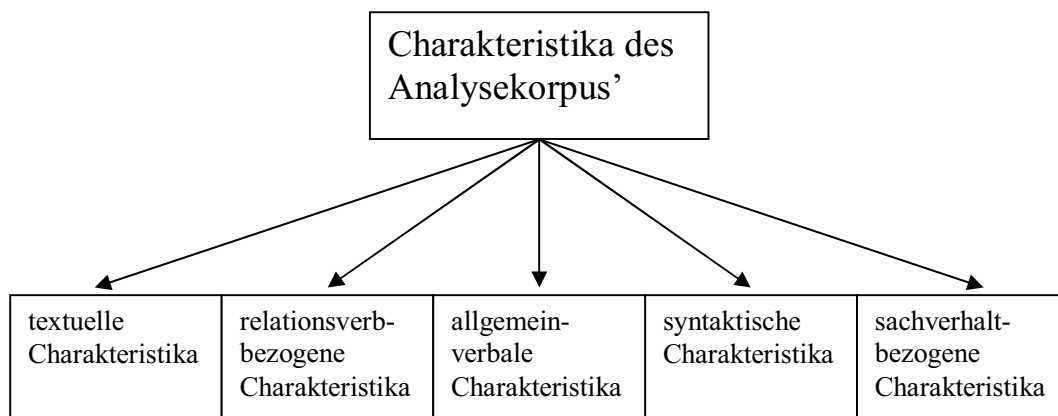 Charakteristika des
Analysekorpus’
textuelle
Charakteristika
relationsverb-
bezogene
Charakteristika
allgemein-
verbale
Charakteristika
syntaktische
Charakteristika
sachverhalt-
bezogene
Charakteristika